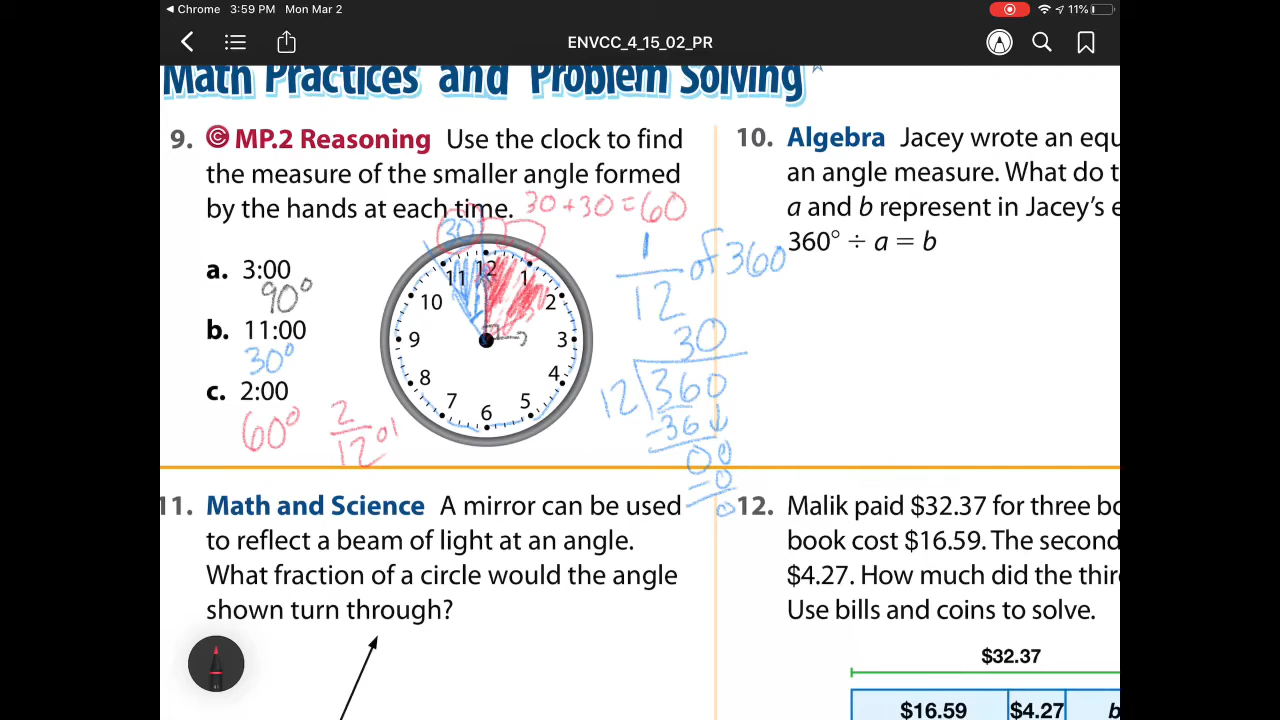 Chrome 3:59 PM Mon Mar 2
11%
ENVCC_4_15_02_PR
Math Practices and Problem Solving
9. MP.2 Reasoning Use the clock to find
the measure of the smaller angle formed
by the hands at each time.
30+30=60
a. 3:00
90°
b. 11:00
30°
c. 2:00
60°
2
12
30
12
1
2
3
4
5
6
7
8
9
10
11
1
12
of 360
30
12 360
-36
00
-0
0
10. Algebra Jacey wrote an equ
an angle measure. What do t
a and b represent in Jacey's e
360° ÷ a = b
11. Math and Science A mirror can be used
to reflect a beam of light at an angle.
What fraction of a circle would the angle
shown turn through?
12. Malik paid $32.37 for three bo
book cost $16.59. The second
$4.27. How much did the thir
Use bills and coins to solve.
$32.37
$16.59 $4.27 b